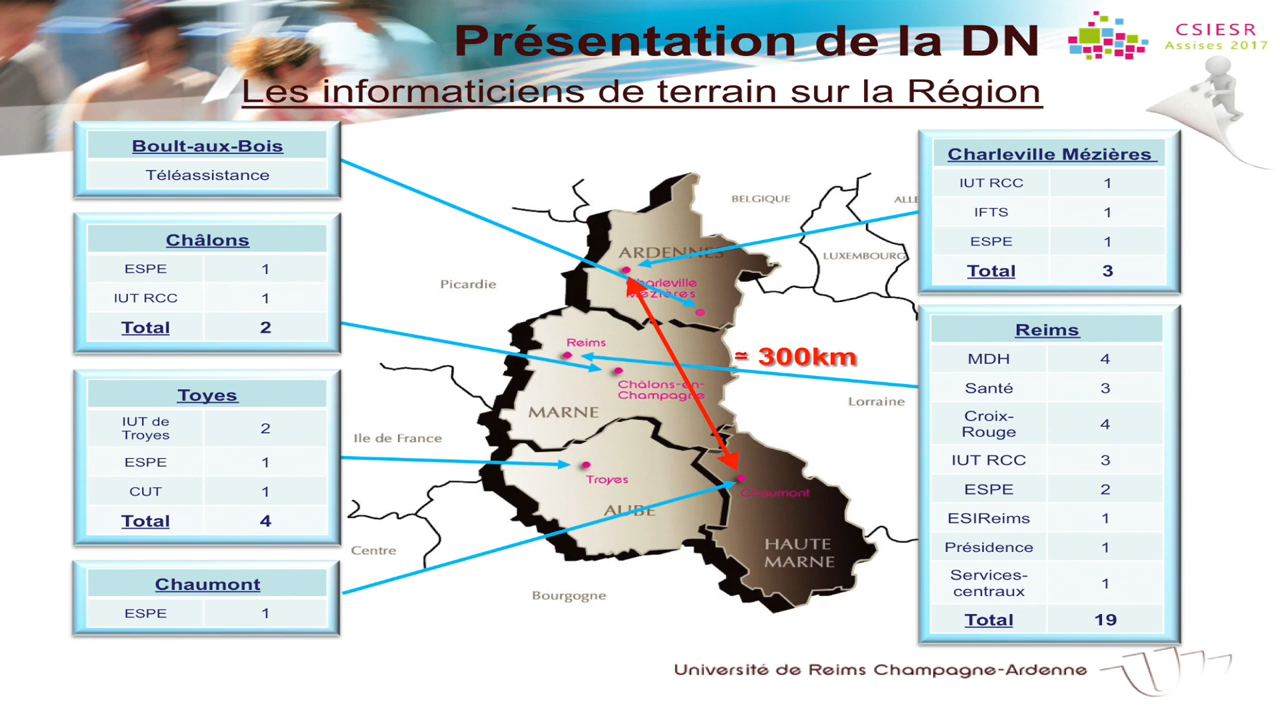 Présentation de la DN
CSIESR
Assises 2017
Les informaticiens de terrain sur la Région
Boult-aux-Bois
Téléassistance
Châlons
ESPE 1
IUT RCC 1
Total 2
Toyes
IUT de
Troyes 2
ESPE 1
CUT 1
Total 4
Chaumont
ESPE 1
BELGIQUE
ALLE
LUXEMBOURG
ARDENNES
Charleville
Mézières
Picardie
Reims
≃ 300km
Châlons-en-
Champagne
MARNE
Lorraine
Ile de France
Troyes
Chaumont
AUBE
HAUTE
MARNE
Centre
Bourgogne
Charleville Mézières
IUT RCC 1
IFTS 1
ESPE 1
Total 3
Reims
MDH 4
Santé 3
Croix-
Rouge 4
IUT RCC 3
ESPE 2
ESIReims 1
Présidence 1
Services-
centraux 1
Total 19
Université de Reims Champagne-Ardenne